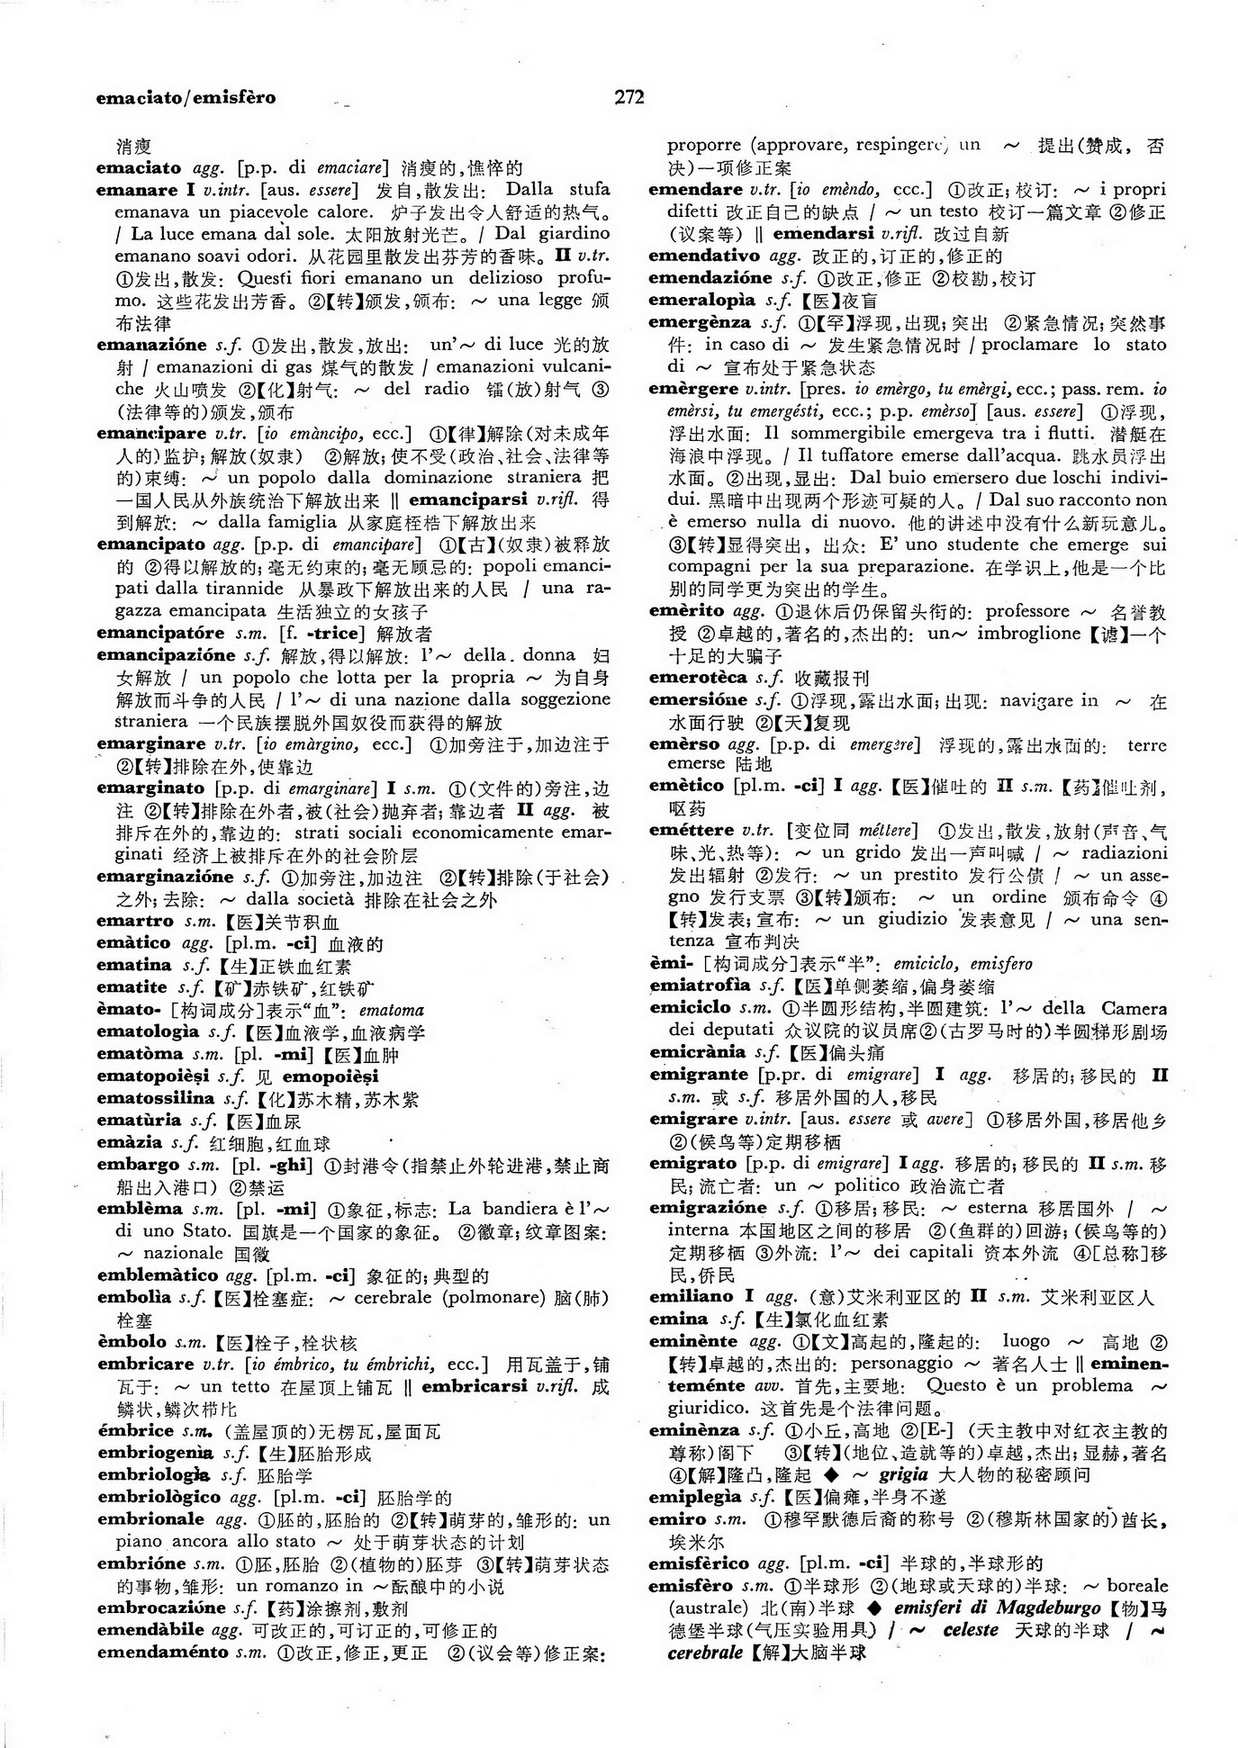 emaciato/emisfèro
272
消瘦
emaciato agg. [p.p. di emaciare] 消瘦的,憔悴的
emanare I v.intr. [aus. essere] 发自,散发出: Dalla stufa
emanava un piacevole calore. 炉子发出令人舒适的热气。
/ La luce emana dal sole. 太阳放射光芒。/ Dal giardino
emanano soavi odori. 从花园里散发出芬芳的香味。II v.tr.
①发出,散发: Questi fiori emanano un delizioso profu-
mo. 这些花发出芳香。②【转】颁发,颁布: ～ una legge 颁
布法律
emanazióne s.f. ①发出,散发,放出: un'～ di luce 光的放
射 / emanazioni di gas 煤气的散发 / emanazioni vulcani-
che 火山喷发 ②【化】射气: ～ del radio 镭(放)射气 ③
(法律等的)颁发,颁布
emancipare v.tr. [io emàncipo, ecc.] ①【律】解除(对未成年
人的)监护;解放(奴隶) ②解放;使不受(政治、社会、法律等
的)束缚: ～ un popolo dalla dominazione straniera 把
一国人民从外族统治下解放出来 ‖ emanciparsi v.rifl. 得
到解放: ～ dalla famiglia 从家庭桎梏下解放出来
emancipato agg. [p.p. di emancipare] ①【古】(奴隶)被释放
的 ②得以解放的;毫无约束的;毫无顾忌的: popoli emanci-
pati dalla tirannide 从暴政下解放出来的人民 / una ra-
gazza emancipata 生活独立的女孩子
emancipatóre s.m. [f. -trice] 解放者
emancipazióne s.f. 解放,得以解放: l'～ della donna 妇
女解放 / un popolo che lotta per la propria ～ 为自身
解放而斗争的人民 / l'～ di una nazione dalla soggezione
straniera 一个民族摆脱外国奴役而获得的解放
emarginare v.tr. [io emàrgino, ecc.] ①加旁注于,加边注于
②【转】排除在外,使靠边
emarginato [p.p. di emarginare] I s.m. ①(文件的)旁注,边
注 ②【转】排除在外者,被(社会)抛弃者;靠边者 II agg. 被
排斥在外的,靠边的: strati sociali economicamente emar-
ginati 经济上被排斥在外的社会阶层
emarginazióne s.f. ①加旁注,加边注 ②【转】排除(于社会)
之外;去除: ～ dalla società 排除在社会之外
emartro s.m.【医】关节积血
emàtico agg. [pl.m. -ci] 血液的
ematina s.f.【生】正铁血红素
ematite s.f.【矿】赤铁矿,红铁矿
èmato- [构词成分]表示“血”: ematoma
ematologìa s.f.【医】血液学,血液病学
ematòma s.m. [pl. -mi]【医】血肿
ematopoièsi s.f. 见 emopoièsi
ematossilina s.f.【化】苏木精,苏木紫
ematùria s.f.【医】血尿
emàzia s.f. 红细胞,红血球
embargo s.m. [pl. -ghi] ①封港令(指禁止外轮进港,禁止商
船出入港口) ②禁运
emblèma s.m. [pl. -mi] ①象征,标志: La bandiera è l'～
di uno Stato. 国旗是一个国家的象征。 ②徽章;纹章图案:
～ nazionale 国徽
emblemàtico agg. [pl.m. -ci] 象征的;典型的
embolìa s.f.【医】栓塞症: ～ cerebrale (polmonare) 脑(肺)
栓塞
èmbolo s.m.【医】栓子,栓状核
embricare v.tr. [io émbrico, tu émbrichi, ecc.] 用瓦盖于,铺
瓦于: ～ un tetto 在屋顶上铺瓦 ‖ embricarsi v.rifl. 成
鳞状,鳞次栉比
émbrice s.m. (盖屋顶的)无楞瓦,屋面瓦
embriogenìa s.f.【生】胚胎形成
embriologìa s.f. 胚胎学
embriològico agg. [pl.m. -ci] 胚胎学的
embrionale agg. ①胚的,胚胎的 ②【转】萌芽的,雏形的: un
piano ancora allo stato ～ 处于萌芽状态的计划
embrióne s.m. ①胚,胚胎 ②(植物的)胚芽 ③【转】萌芽状态
的事物,雏形: un romanzo in ～酝酿中的小说
embrocazióne s.f.【药】涂擦剂,敷剂
emendàbile agg. 可改正的,可订正的,可修正的
emendaménto s.m. ①改正,修正,更正 ②(议会等)修正案:
proporre (approvare, respingere) un ～ 提出(赞成, 否
决)一项修正案
emendare v.tr. [io emèndo, ecc.] ①改正;校订: ～ i propri
difetti 改正自己的缺点 / ～ un testo 校订一篇文章 ②修正
(议案等) ‖ emendarsi v.rifl. 改过自新
emendativo agg. 改正的,订正的,修正的
emendazióne s.f. ①改正,修正 ②校勘,校订
emeralopìa s.f.【医】夜盲
emergènza s.f. ①【罕】浮现,出现;突出 ②紧急情况;突然事
件: in caso di ～ 发生紧急情况时 / proclamare lo stato
di ～ 宣布处于紧急状态
emèrgere v.intr. [pres. io emèrgo, tu emèrgi, ecc.; pass. rem. io
emèrsi, tu emergésti, ecc.; p.p. emèrso] [aus. essere] ①浮现,
浮出水面: Il sommergibile emergeva tra i flutti. 潜艇在
海浪中浮现。/ Il tuffatore emerse dall'acqua. 跳水员浮出
水面。②出现,显出: Dal buio emersero due loschi indivi-
dui. 黑暗中出现两个形迹可疑的人。/ Dal suo racconto non
è emerso nulla di nuovo. 他的讲述中没有什么新玩意儿。
③【转】显得突出, 出众: E' uno studente che emerge sui
compagni per la sua preparazione. 在学识上,他是一个比
别的同学更为突出的学生。
emèrito agg. ①退休后仍保留头衔的: professore ～ 名誉教
授 ②卓越的,著名的,杰出的: un～ imbroglione【谑】一个
十足的大骗子
emerotèca s.f. 收藏报刊
emersióne s.f. ①浮现,露出水面;出现: navigare in ～ 在
水面行驶 ②【天】复现
emèrso agg. [p.p. di emergere] 浮现的,露出水面的: terre
emerse 陆地
emètico [pl.m. -ci] I agg.【医】催吐的 II s.m.【药】催吐剂,
呕药
eméttere v.tr. [变位同 méttere] ①发出,散发,放射(声音、气
味、光、热等): ～ un grido 发出一声叫喊 / ～ radiazioni
发出辐射 ②发行: ～ un prestito 发行公债 / ～ un asse-
gno 发行支票 ③【转】颁布: ～ un ordine 颁布命令 ④
【转】发表;宣布: ～ un giudizio 发表意见 / ～ una sen-
tenza 宣布判决
èmi- [构词成分]表示“半”: emiciclo, emisfero
emiatrofìa s.f.【医】单侧萎缩,偏身萎缩
emiciclo s.m. ①半圆形结构,半圆建筑: l'～ della Camera
dei deputati 众议院的议员席②(古罗马时的)半圆梯形剧场
emicrània s.f.【医】偏头痛
emigrante [p.pr. di emigrare] I agg. 移居的;移民的 II
s.m. 或 s.f. 移居外国的人,移民
emigrare v.intr. [aus. essere 或 avere] ①移居外国,移居他乡
②(候鸟等)定期移栖
emigrato [p.p. di emigrare] I agg. 移居的;移民的 II s.m. 移
民;流亡者: un ～ politico 政治流亡者
emigrazióne s.f. ①移居;移民: ～ esterna 移居国外 / ～
interna 本国地区之间的移居 ②(鱼群的)回游;(候鸟等的)
定期移栖 ③外流: l'～ dei capitali 资本外流 ④[总称]移
民,侨民
emiliano I agg. (意)艾米利亚区的 II s.m. 艾米利亚区人
emina s.f.【生】氯化血红素
eminènte agg. ①【文】高起的,隆起的: luogo ～ 高地 ②
【转】卓越的,杰出的: personaggio ～ 著名人士 ‖ eminen-
teménte avv. 首先,主要地: Questo è un problema ～
giuridico. 这首先是个法律问题。
eminènza s.f. ①小丘,高地 ②[E-] (天主教中对红衣主教的
尊称)阁下 ③【转】(地位、造就等的)卓越,杰出;显赫,著名
④【解】隆凸,隆起 ◆ ～ grigia 大人物的秘密顾问
emiplegìa s.f.【医】偏瘫,半身不遂
emiro s.m. ①穆罕默德后裔的称号 ②(穆斯林国家的)酋长,
埃米尔
emisfèrico agg. [pl.m. -ci] 半球的,半球形的
emisfèro s.m. ①半球形 ②(地球或天球的)半球: ～ boreale
(australe) 北(南)半球 ◆ emisferi di Magdeburgo【物】马
德堡半球(气压实验用具) / ～ celeste 天球的半球 / ～
cerebrale【解】大脑半球